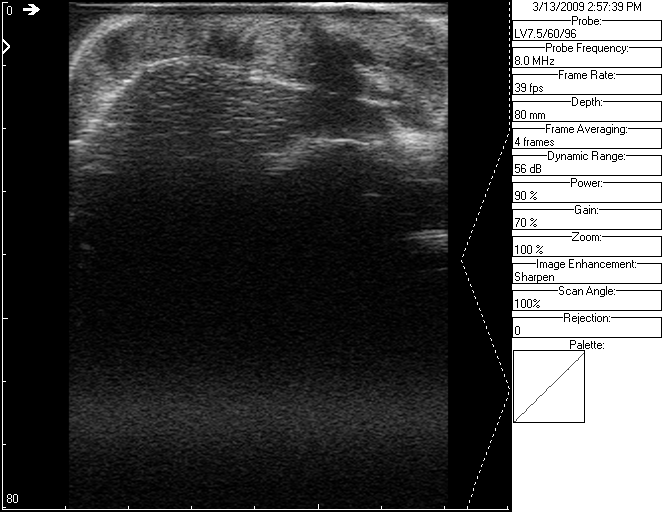 0
80
3/13/2009 2:57:39 PM
Probe:
LV7.5/60/96
Probe Frequency:
8.0 MHz
Frame Rate:
39 fps
Depth:
80 mm
Frame Averaging:
4 frames
Dynamic Range:
56 dB
Power:
90 %
Gain:
70 %
Zoom:
100 %
Image Enhancement:
Sharpen
Scan Angle:
100%
Rejection:
0
Palette: